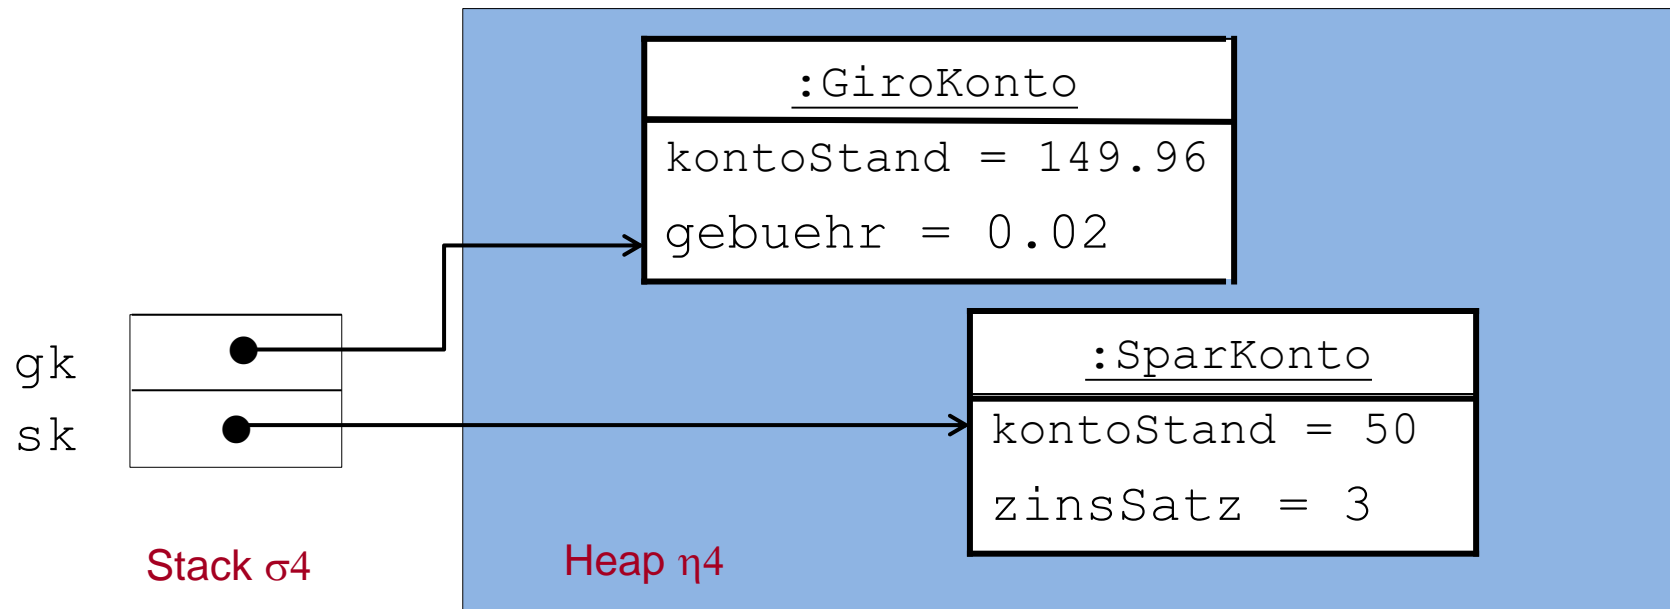 :GiroKonto
kontoStand = 149.96
gebuehr = 0.02
gk
sk
:SparKonto
kontoStand = 50
zinsSatz = 3
Stack σ4
Heap η4